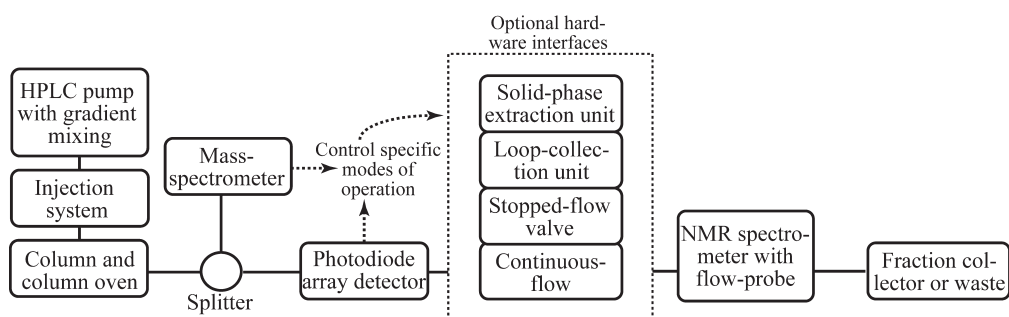 Optional hard-
ware interfaces
HPLC pump
with gradient
mixing
Injection
system
Column and
column oven
Mass-
spectrometer
Splitter
Control specific
modes of
operation
Photodiode
array detector
Solid-phase
extraction unit
Loop-collec-
tion unit
Stopped-flow
valve
Continuous-
flow
NMR spectro-
meter with
flow-probe
Fraction col-
lector or waste